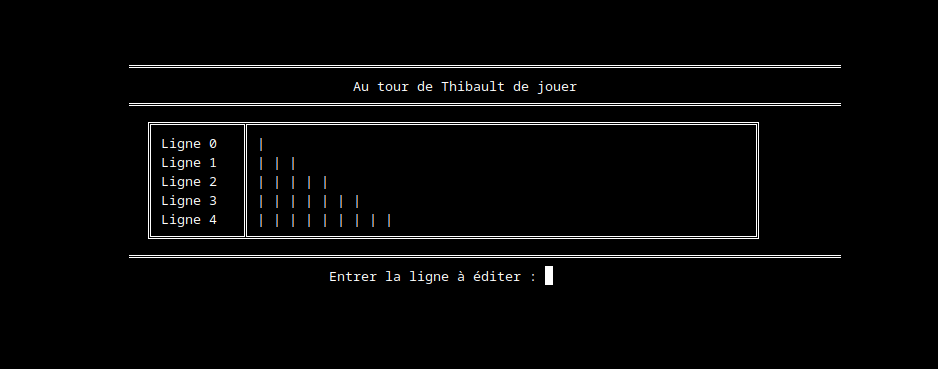 Au tour de Thibault de jouer
Ligne 0 |
Ligne 1 | | |
Ligne 2 | | | | |
Ligne 3 | | | | | | |
Ligne 4 | | | | | | | | |
Entrer la ligne à éditer :